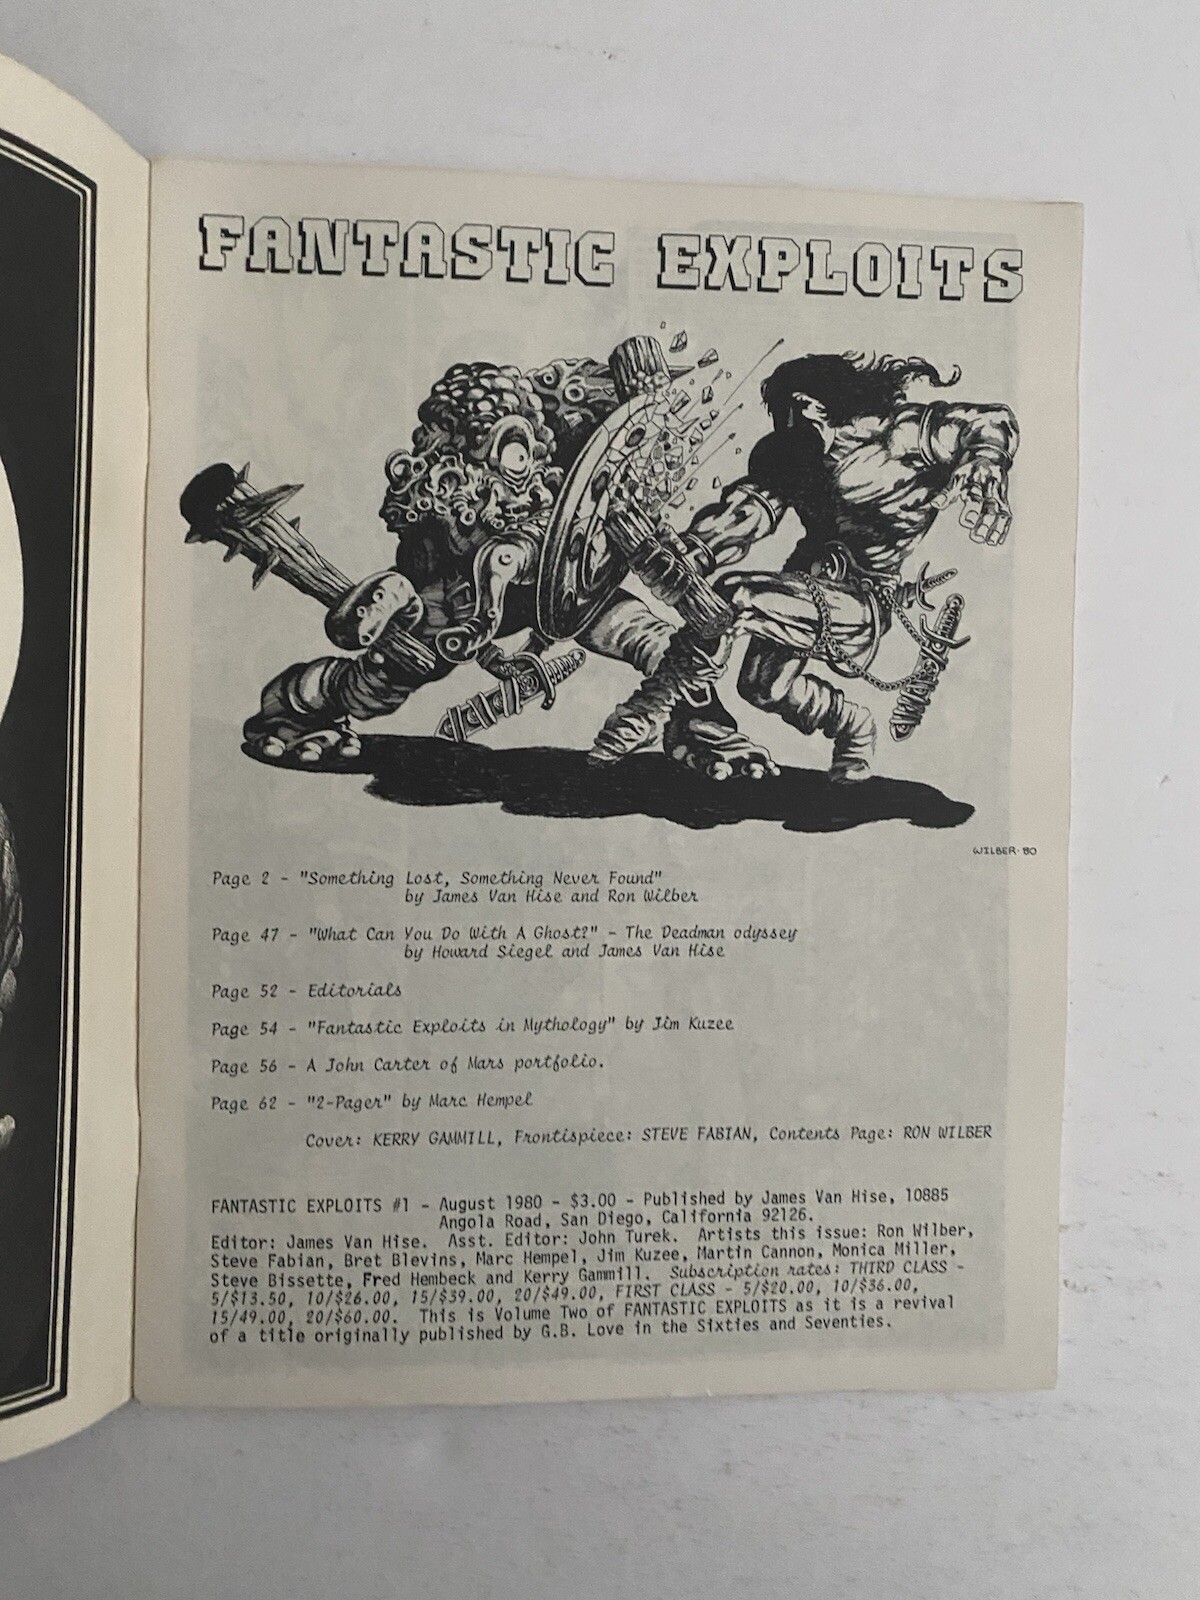 FANTASTIC EXPLOITS
WILBER·'80
Page 2 - "Something Lost, Something Never Found"
by James Van Hise and Ron Wilber
Page 47 - "What Can You Do With A Ghost?" - The Deadman odyssey
by Howard Siegel and James Van Hise
Page 52 - Editorials
Page 54 - "Fantastic Exploits in Mythology" by Jim Kuzee
Page 56 - A John Carter of Mars portfolio.
Page 62 - "2-Pager" by Marc Hempel
Cover: KERRY GAMMILL, Frontispiece: STEVE FABIAN, Contents Page: RON WILBER
FANTASTIC EXPLOITS #1 - August 1980 - $3.00 - Published by James Van Hise, 10885
Angola Road, San Diego, California 92126.
Editor: James Van Hise. Asst. Editor: John Turek. Artists this issue: Ron Wilber,
Steve Fabian, Bret Blevins, Marc Hempel, Jim Kuzee, Martin Cannon, Monica Miller,
Steve Bissette, Fred Hembeck and Kerry Gammill. Subscription rates: THIRD CLASS -
5/$13.50, 10/$26.00, 15/$39.00, 20/$49.00, FIRST CLASS - 5/$20.00, 10/$36.00,
15/49.00, 20/$60.00. This is Volume Two of FANTASTIC EXPLOITS as it is a revival
of a title originally published by G.B. Love in the Sixties and Seventies.